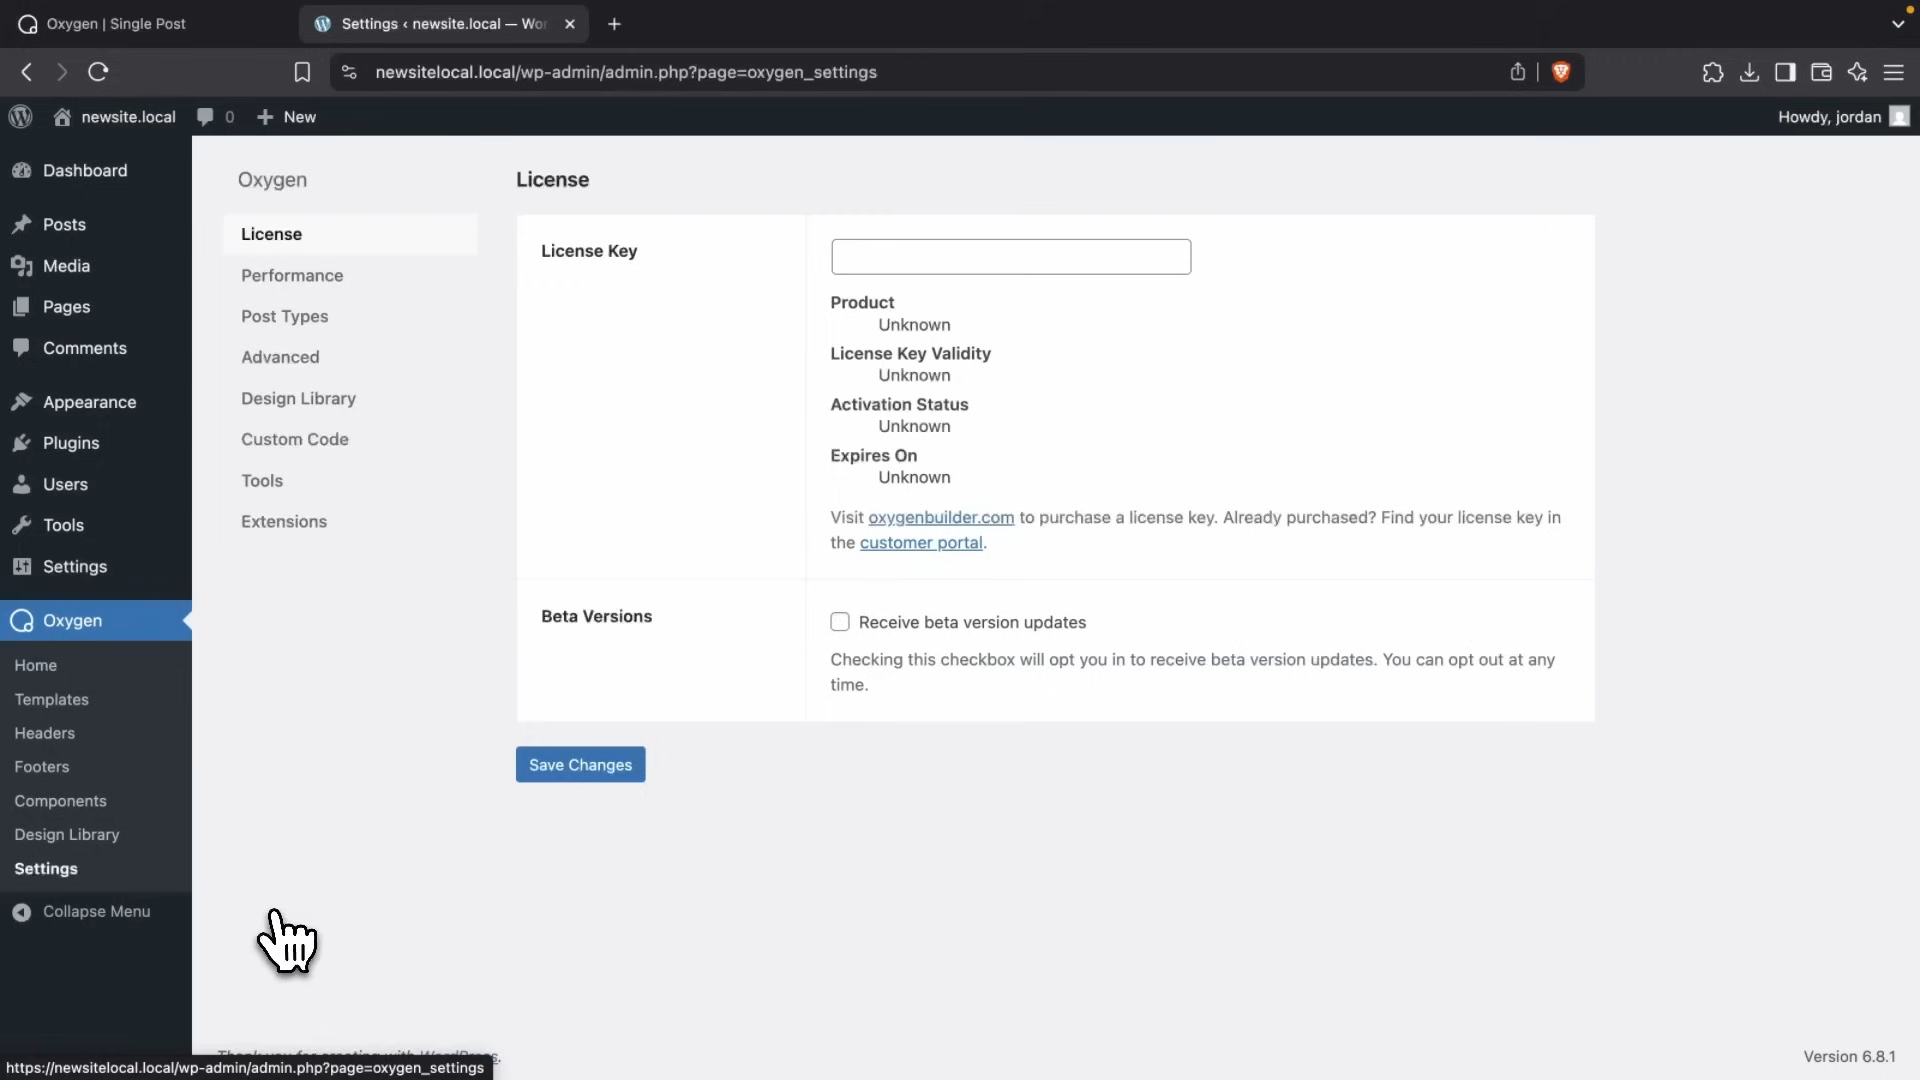 Oxygen | Single Post
Settings ‹ newsite.local — Wor
newsitelocal.local/wp-admin/admin.php?page=oxygen_settings
newsite.local
0
New
Howdy, jordan
Dashboard
Posts
Media
Pages
Comments
Appearance
Plugins
Users
Tools
Settings
Oxygen
Home
Templates
Headers
Footers
Components
Design Library
Settings
Collapse Menu
Oxygen
License
Performance
Post Types
Advanced
Design Library
Custom Code
Tools
Extensions
License
License Key
Product
Unknown
License Key Validity
Unknown
Activation Status
Unknown
Expires On
Unknown
Visit oxygenbuilder.com to purchase a license key. Already purchased? Find your license key in
the customer portal.
Beta Versions
Receive beta version updates
Checking this checkbox will opt you in to receive beta version updates. You can opt out at any
time.
Save Changes
Thank you for creating with WordPress.
Version 6.8.1
https://newsitelocal.local/wp-admin/admin.php?page=oxygen_settings